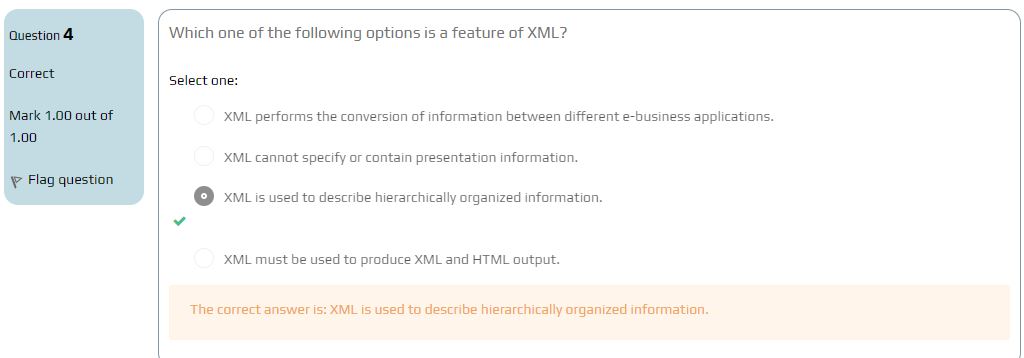 Question 4
Correct
Mark 1.00 out of
1.00
Flag question
Which one of the following options is a feature of XML?
Select one:
XML performs the conversion of information between different e-business applications.
XML cannot specify or contain presentation information.
XML is used to describe hierarchically organized information.
XML must be used to produce XML and HTML output.
The correct answer is: XML is used to describe hierarchically organized information.